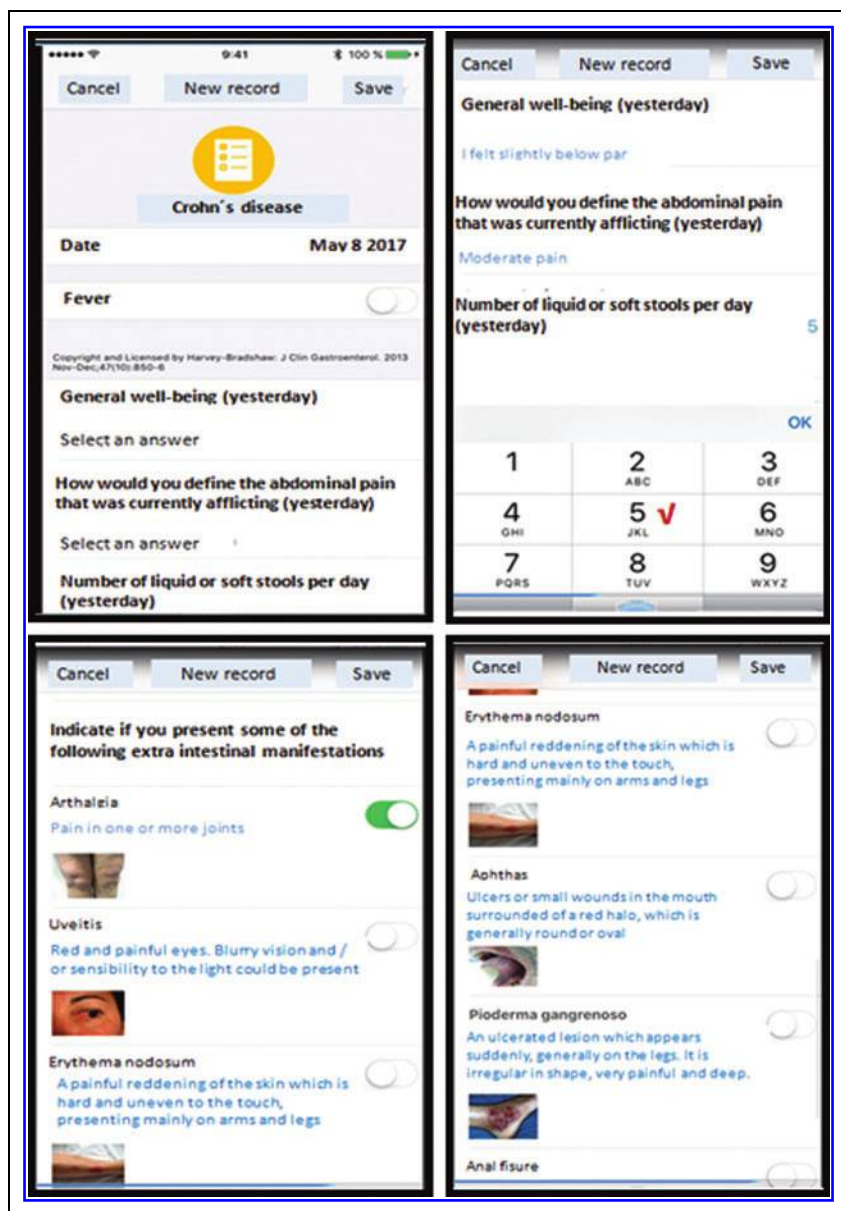 9:41 100 %
Cancel New record Save
Crohn´s disease
Date May 8 2017
Fever
Copyright and Licensed by Harvey-Bradshaw: J Clin Gastroenterol. 2013
Nov-Dec;47(10):850-6
General well-being (yesterday)
Select an answer
How would you define the abdominal pain
that was currently afflicting (yesterday)
Select an answer
Number of liquid or soft stools per day
(yesterday)
Cancel New record Save
General well-being (yesterday)
I felt slightly below par
How would you define the abdominal pain
that was currently afflicting (yesterday)
Moderate pain
Number of liquid or soft stools per day
(yesterday) 5
OK
1 2 3
ABC DEF
4 5 √ 6
GHI JKL MNO
7 8 9
PQRS TUV WXYZ
Cancel New record Save
Indicate if you present some of the
following extra intestinal manifestations
Arthalgia
Pain in one or more joints
Uveitis
Red and painful eyes. Blurry vision and /
or sensibility to the light could be present
Erythema nodosum
A painful reddening of the skin which is
hard and uneven to the touch,
presenting mainly on arms and legs
Cancel New record Save
Erythema nodosum
A painful reddening of the skin which is
hard and uneven to the touch,
presenting mainly on arms and legs
Aphthas
Ulcers or small wounds in the mouth
surrounded of a red halo, which is
generally round or oval
Pioderma gangrenoso
An ulcerated lesion which appears
suddenly, generally on the legs. It is
irregular in shape, very painful and deep.
Anal fisure